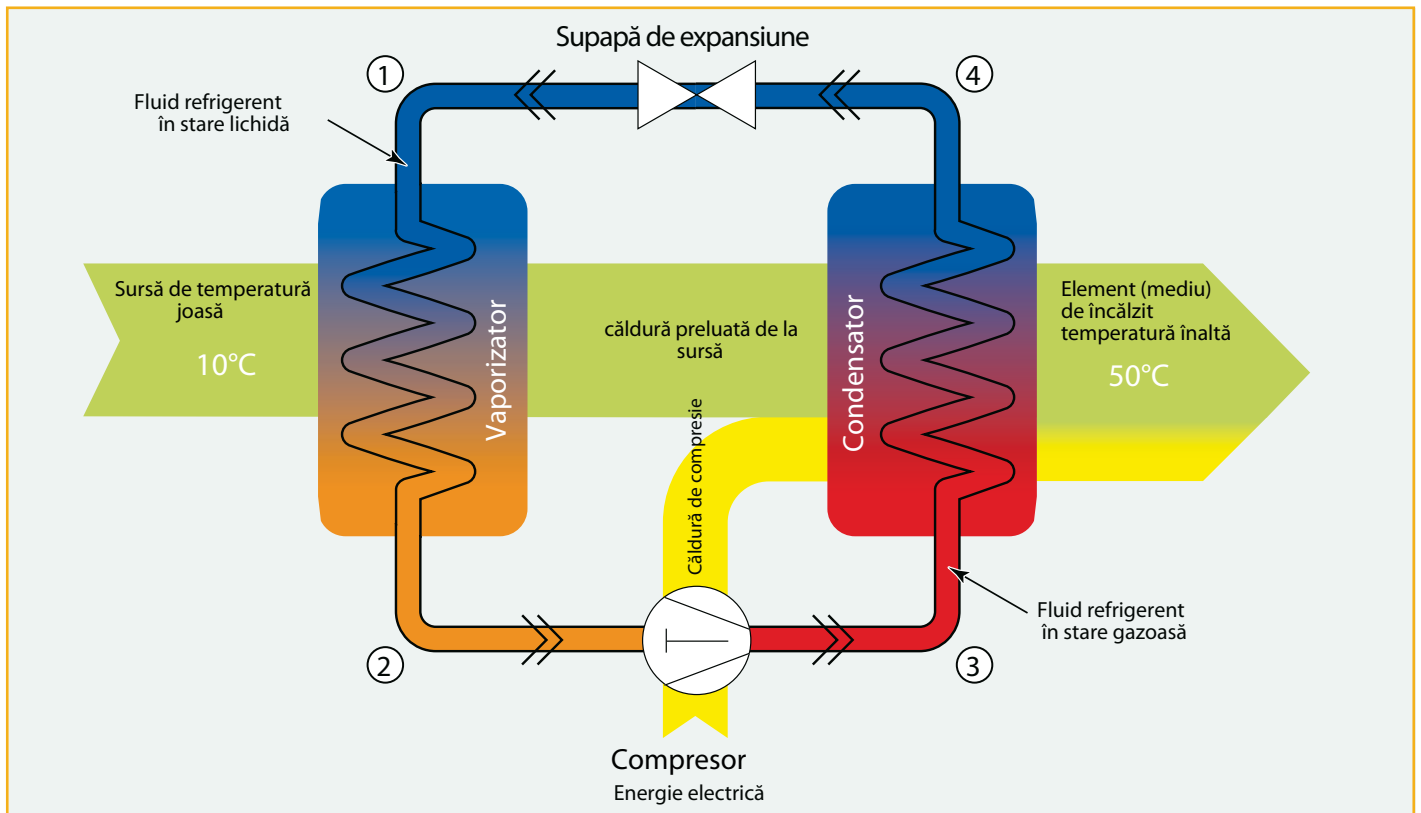 Supapă de expansiune
1
4
Fluid refrigerent
în stare lichidă
Sursă de temperatură
joasă
10°C
Vaporizator
căldură preluată de la
sursă
Condensator
Element (mediu)
de încălzit
temperatură înaltă
50°C
Căldură de compresie
Fluid refrigerent
în stare gazoasă
2
3
Compresor
Energie electrică